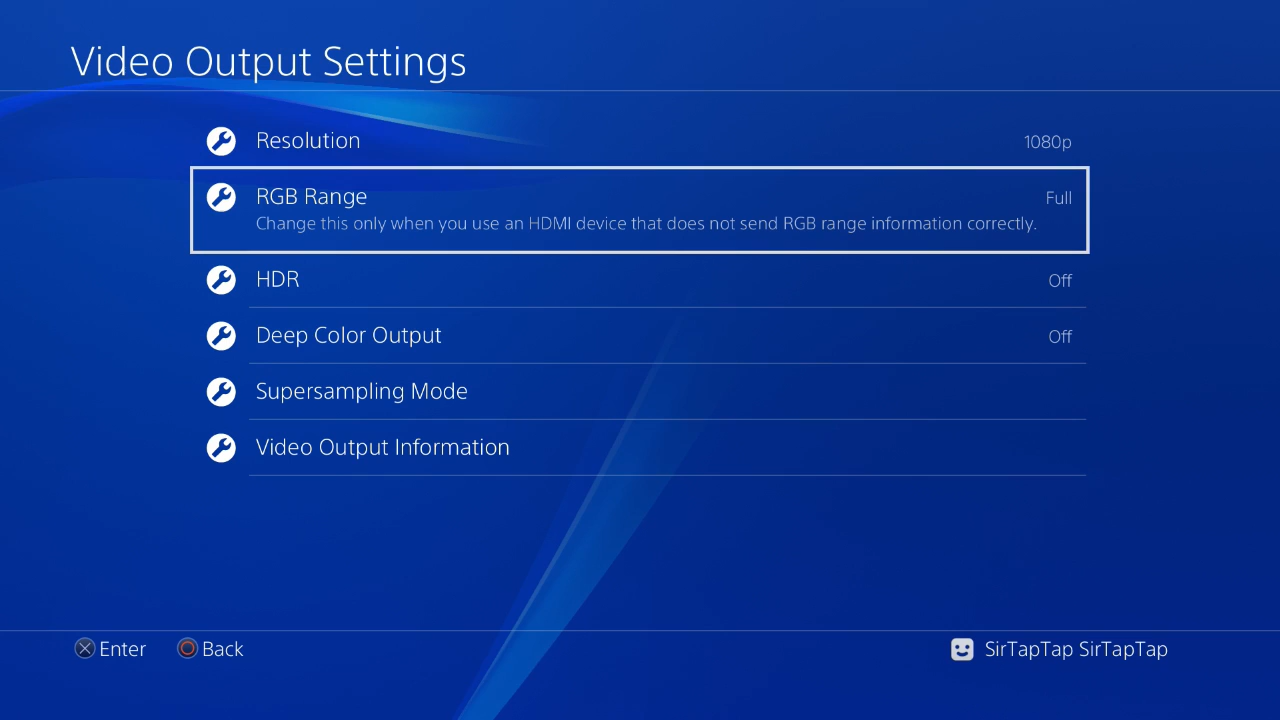 Video Output Settings
Resolution 1080p
RGB Range Full
Change this only when you use an HDMI device that does not send RGB range information correctly.
HDR Off
Deep Color Output Off
Supersampling Mode
Video Output Information
Enter Back SirTapTap SirTapTap